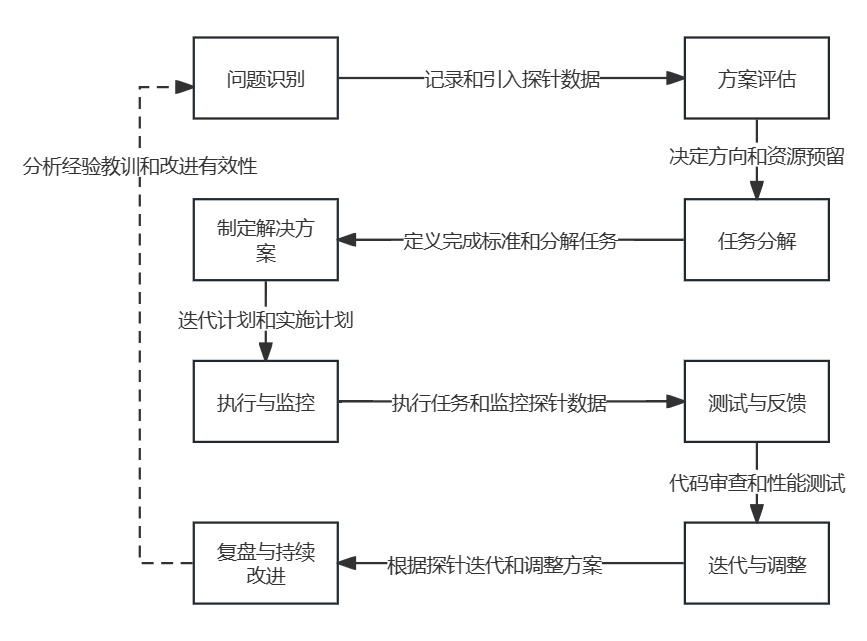 问题识别
记录和引入探针数据
方案评估
分析经验教训和改进有效性
决定方向和资源预留
制定解决方
案
定义完成标准和分解任务
任务分解
迭代计划和实施计划
执行与监控
执行任务和监控探针数据
测试与反馈
代码审查和性能测试
复盘与持续
改进
根据探针迭代和调整方案
迭代与调整